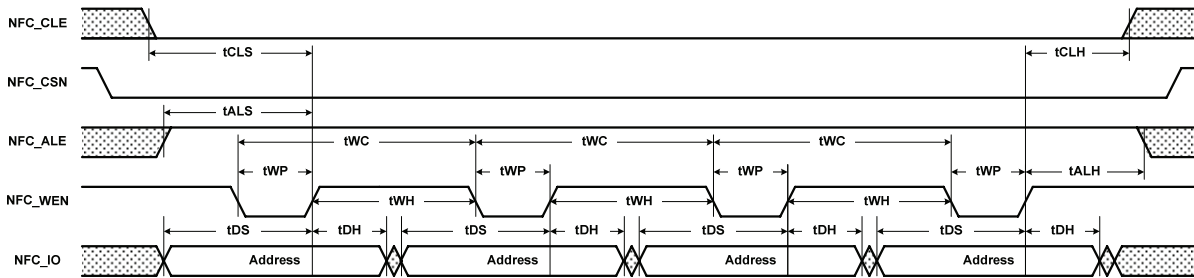 NFC_CLE
tCLS tCLH
NFC_CSN
tALS
NFC_ALE
tWC tWC tWC
tWP tWP tWP tWP tALH
NFC_WEN
tWH tWH tWH
tDS tDH tDS tDH tDS tDH tDS tDH
NFC_IO Address Address Address Address